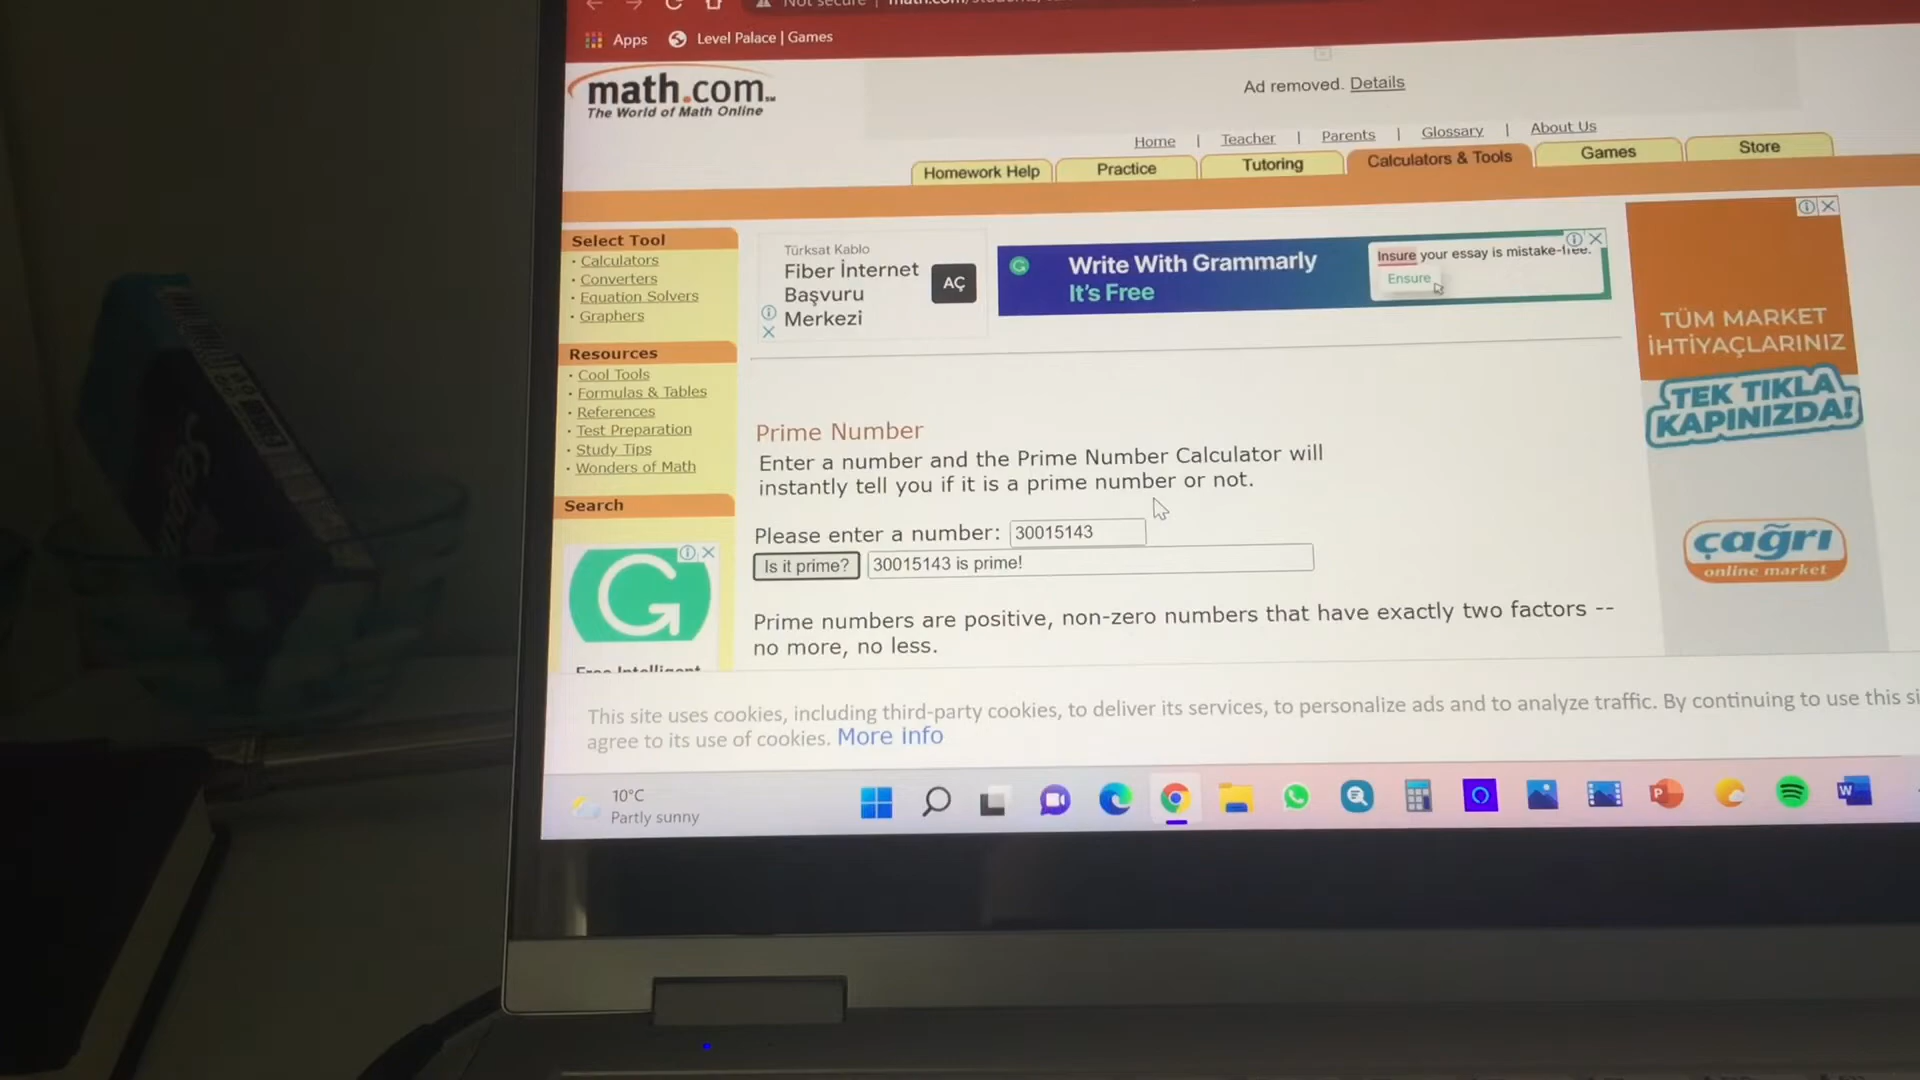 Not secure
Apps
Level Palace | Games
math.com
The World of Math Online
Ad removed. Details
Home | Teacher | Parents | Glossary | About Us
Homework Help
Practice
Tutoring
Calculators & Tools
Games
Store
Select Tool
· Calculators
· Converters
· Equation Solvers
· Graphers
Resources
· Cool Tools
· Formulas & Tables
· References
· Test Preparation
· Study Tips
· Wonders of Math
Search
Türksat Kablo
Fiber İnternet
Başvuru
Merkezi
AÇ
Write With Grammarly
It's Free
Insure your essay is mistake-free.
Ensure
TÜM MARKET
İHTİYAÇLARINIZ
TEK TIKLA
KAPINIZDA!
çağrı
online market
Prime Number
Enter a number and the Prime Number Calculator will
instantly tell you if it is a prime number or not.
Please enter a number: 30015143
Is it prime? 30015143 is prime!
Prime numbers are positive, non-zero numbers that have exactly two factors --
no more, no less.
This site uses cookies, including third-party cookies, to deliver its services, to personalize ads and to analyze traffic. By continuing to use this
agree to its use of cookies. More info
10°C
Partly sunny